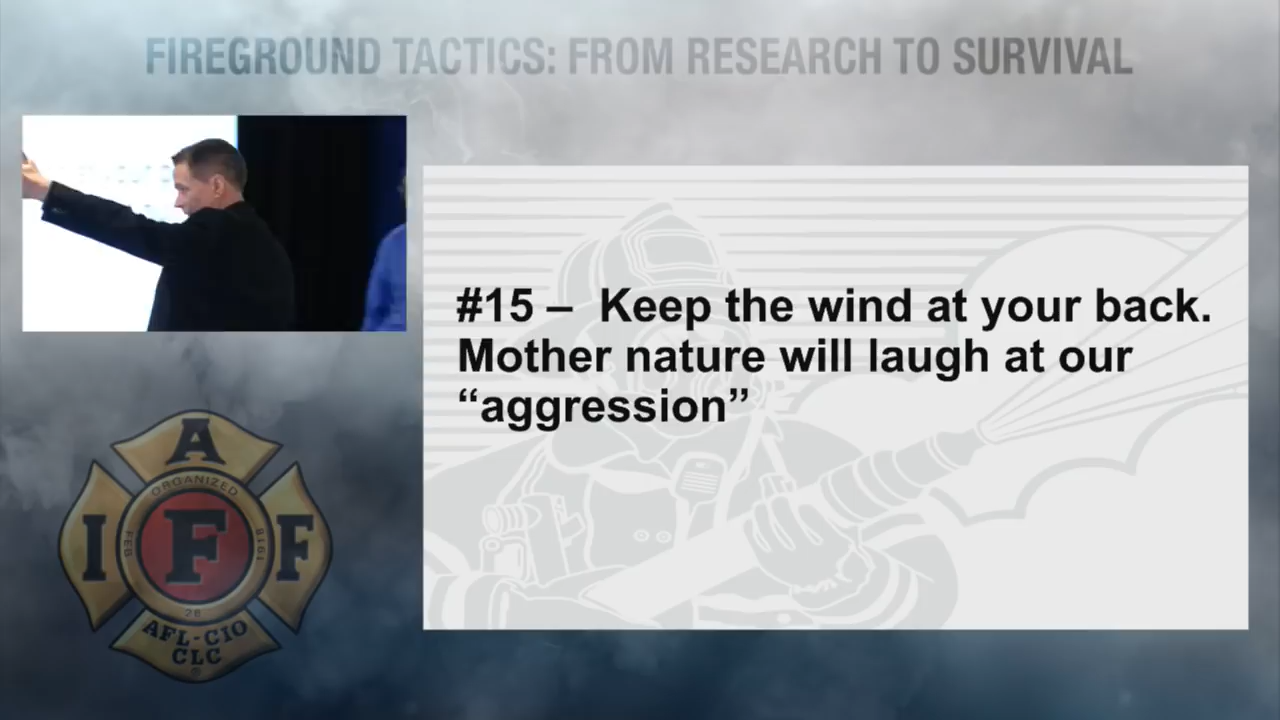 FIREGROUND TACTICS: FROM RESEARCH TO SURVIVAL
#15 – Keep the wind at your back.
Mother nature will laugh at our
“aggression”
A
ORGANIZED
I F F
FEB
1918
28
AFL-CIO
CLC